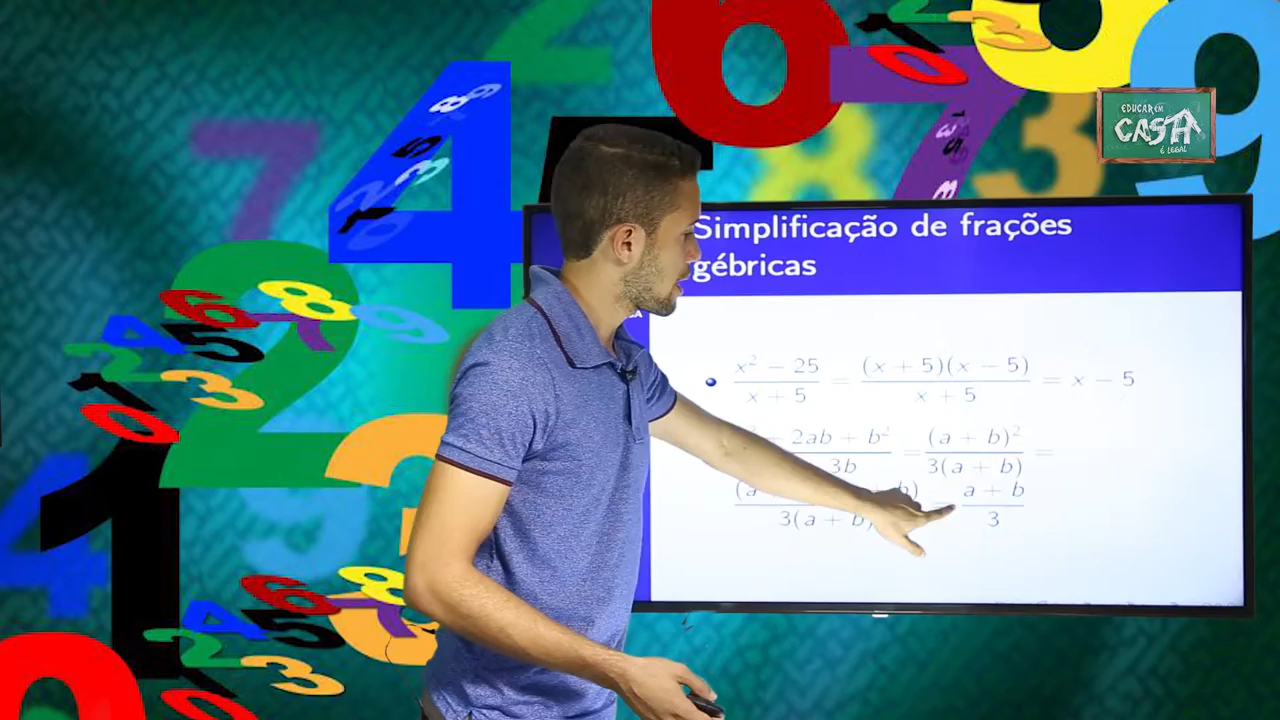 EDUCAR EM
CASA
É LEGAL
Simplificação de frações
gébricas
x² − 25 / x + 5 = (x + 5)(x − 5) / x + 5 = x − 5
+ 2ab + b² / 3b = (a + b)² / 3(a + b) =
(a b) / 3(a + b) = a + b / 3